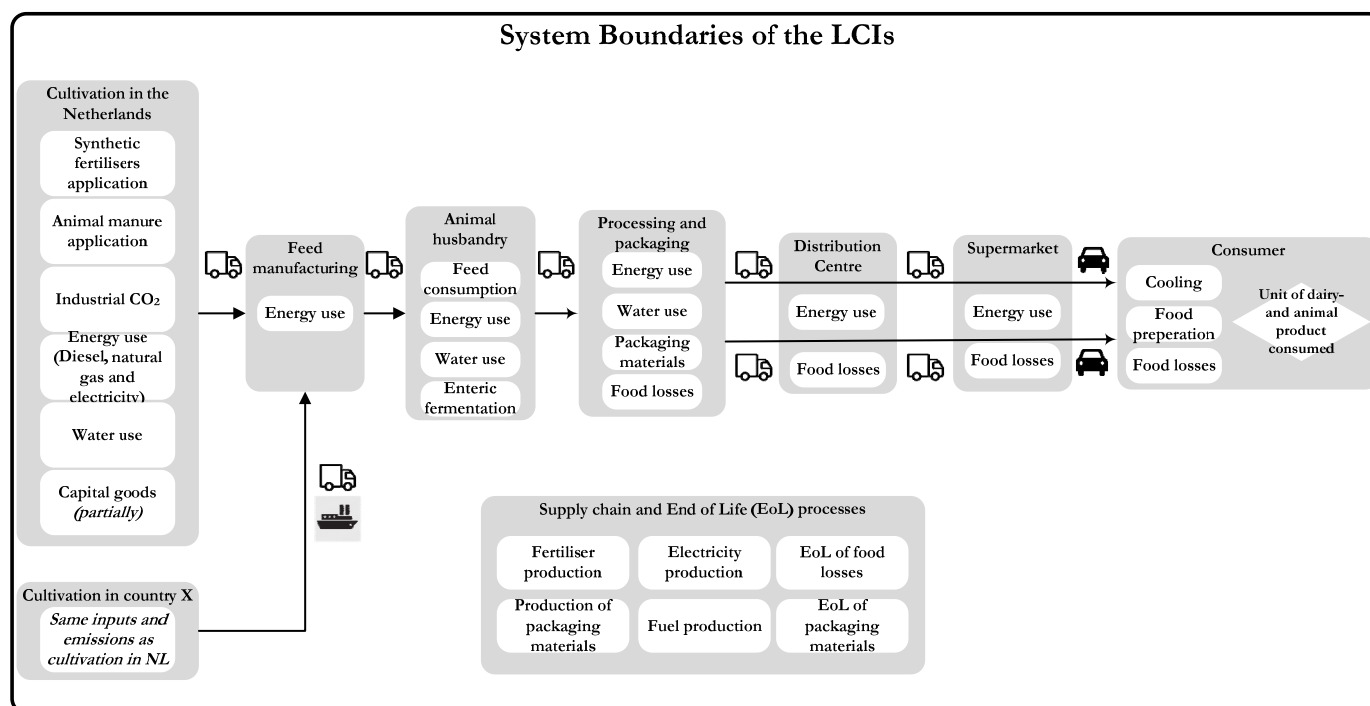 System Boundaries of the LCIs
Cultivation in the
Netherlands
Synthetic
fertilisers
application
Animal manure
application
Industrial CO₂
Energy use
(Diesel, natural
gas and
electricity)
Water use
Capital goods
(partially)
Cultivation in country X
Same inputs and
emissions as
cultivation in NL
Feed
manufacturing
Energy use
Animal
husbandry
Feed
consumption
Energy use
Water use
Enteric
fermentation
Processing and
packaging
Energy use
Water use
Packaging
materials
Food losses
Distribution
Centre
Energy use
Food losses
Supermarket
Energy use
Food losses
Consumer
Cooling
Food
preparation
Food losses
Unit of dairy-
and animal
product
consumed
Supply chain and End of Life (EoL) processes
Fertiliser
production
Electricity
production
EoL of food
losses
Production of
packaging
materials
Fuel production
EoL of
packaging
materials